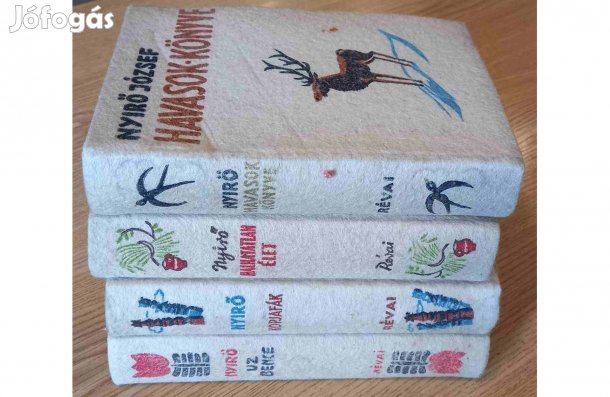 Jófogás
NYIRŐ JÓZSEF
HAVASOK·KÖNYVE
NYIRŐ
HAVASOK
KÖNYVE
RÉVAI
Nyirő
HALHATATLAN
ÉLET
Révai
NYIRŐ
KOPJAFÁK
RÉVAI
NYIRŐ
UZ
BENCE
RÉVAI